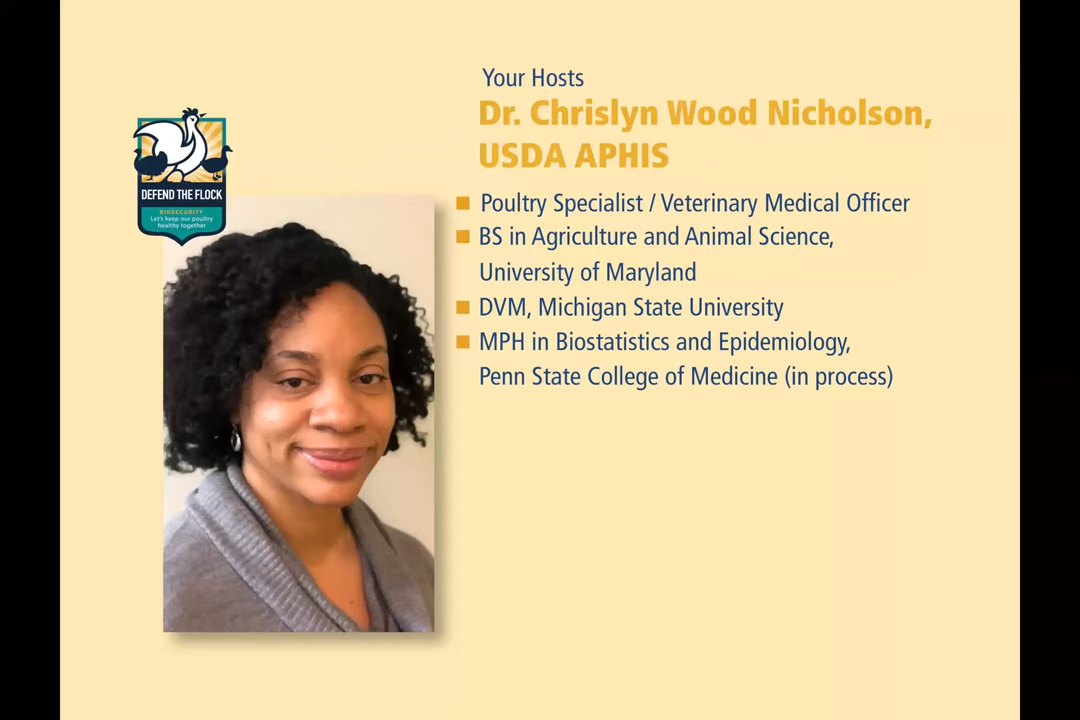 Your Hosts
Dr. Chrislyn Wood Nicholson,
USDA APHIS
DEFEND THE FLOCK
BIOSECURITY
Let's keep our poultry
healthy together
Poultry Specialist / Veterinary Medical Officer
BS in Agriculture and Animal Science,
University of Maryland
DVM, Michigan State University
MPH in Biostatistics and Epidemiology,
Penn State College of Medicine (in process)